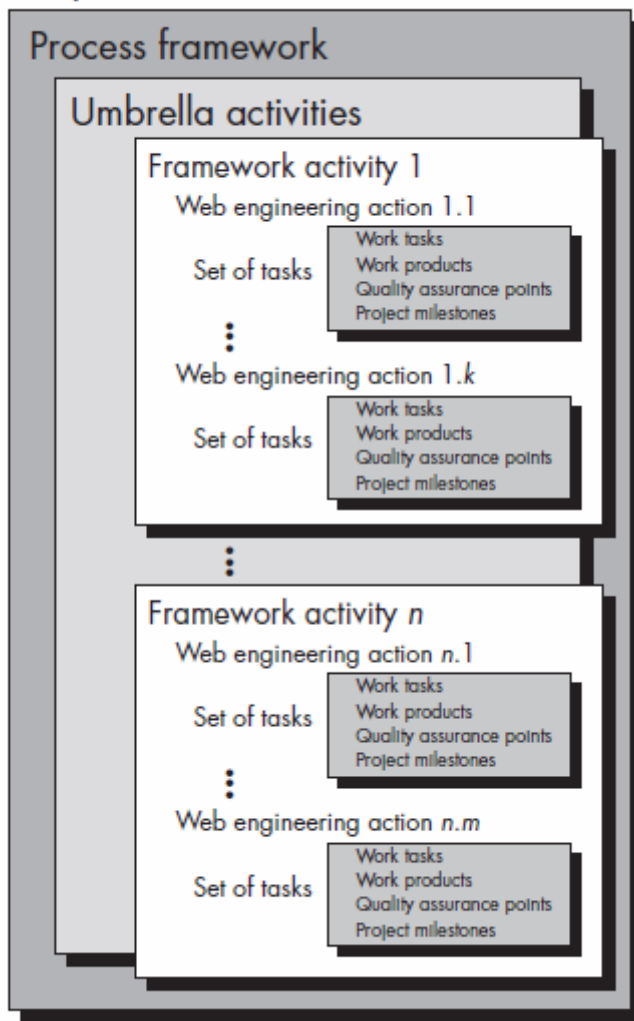 Process framework
Umbrella activities
Framework activity 1
Web engineering action 1.1
Set of tasks
Work tasks
Work products
Quality assurance points
Project milestones
Web engineering action 1.k
Set of tasks
Work tasks
Work products
Quality assurance points
Project milestones
Framework activity n
Web engineering action n.1
Set of tasks
Work tasks
Work products
Quality assurance points
Project milestones
Web engineering action n.m
Set of tasks
Work tasks
Work products
Quality assurance points
Project milestones